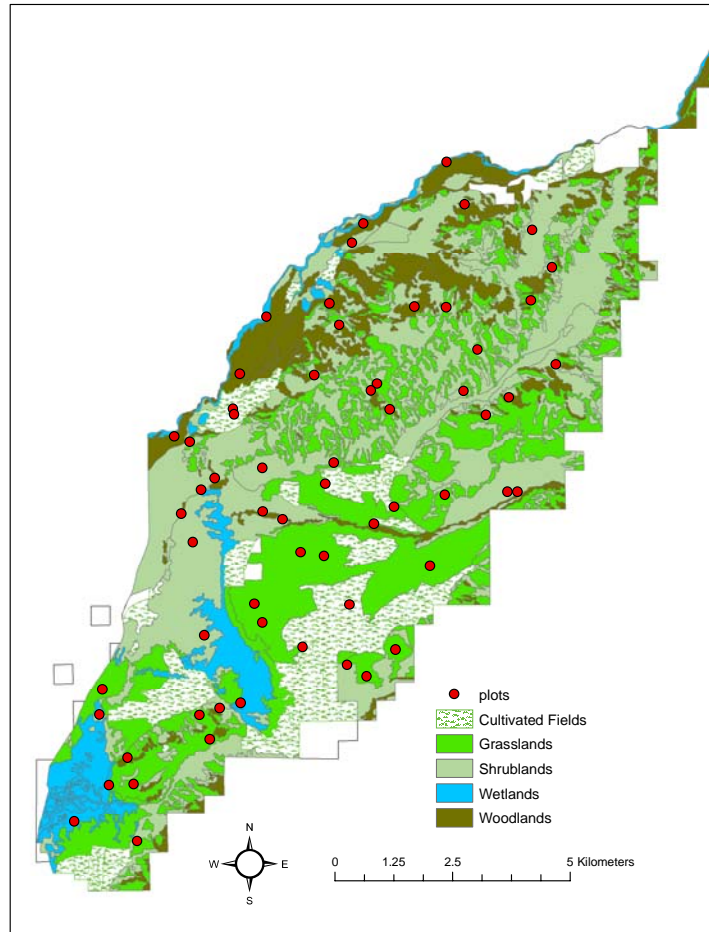 plots
Cultivated Fields
Grasslands
Shrublands
Wetlands
Woodlands
N
W E
S
0 1.25 2.5 5 Kilometers